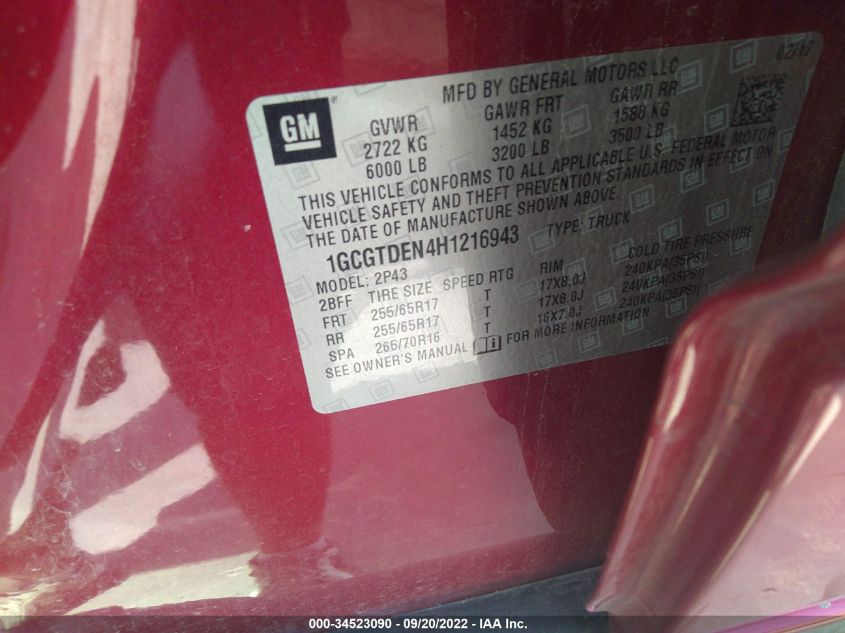 GM
MFD BY GENERAL MOTORS LLC 02/17
GVWR GAWR FRT GAWR RR
2722 KG 1452 KG 1588 KG
6000 LB 3200 LB 3500 LB
THIS VEHICLE CONFORMS TO ALL APPLICABLE U.S. FEDERAL MOTOR
VEHICLE SAFETY AND THEFT PREVENTION STANDARDS IN EFFECT ON
THE DATE OF MANUFACTURE SHOWN ABOVE.
1GCGTDEN4H1216943 TYPE: TRUCK
MODEL: 2P43
2BFF TIRE SIZE SPEED RTG RIM COLD TIRE PRESSURE
FRT 255/65R17 T 17X8.0J 240KPA(35PSI)
RR 255/65R17 T 17X8.0J 240KPA(35PSI)
SPA 265/70R16 T 16X7.0J 240KPA(35PSI)
SEE OWNER'S MANUAL FOR MORE INFORMATION
000-34523090 - 09/20/2022 - IAA Inc.